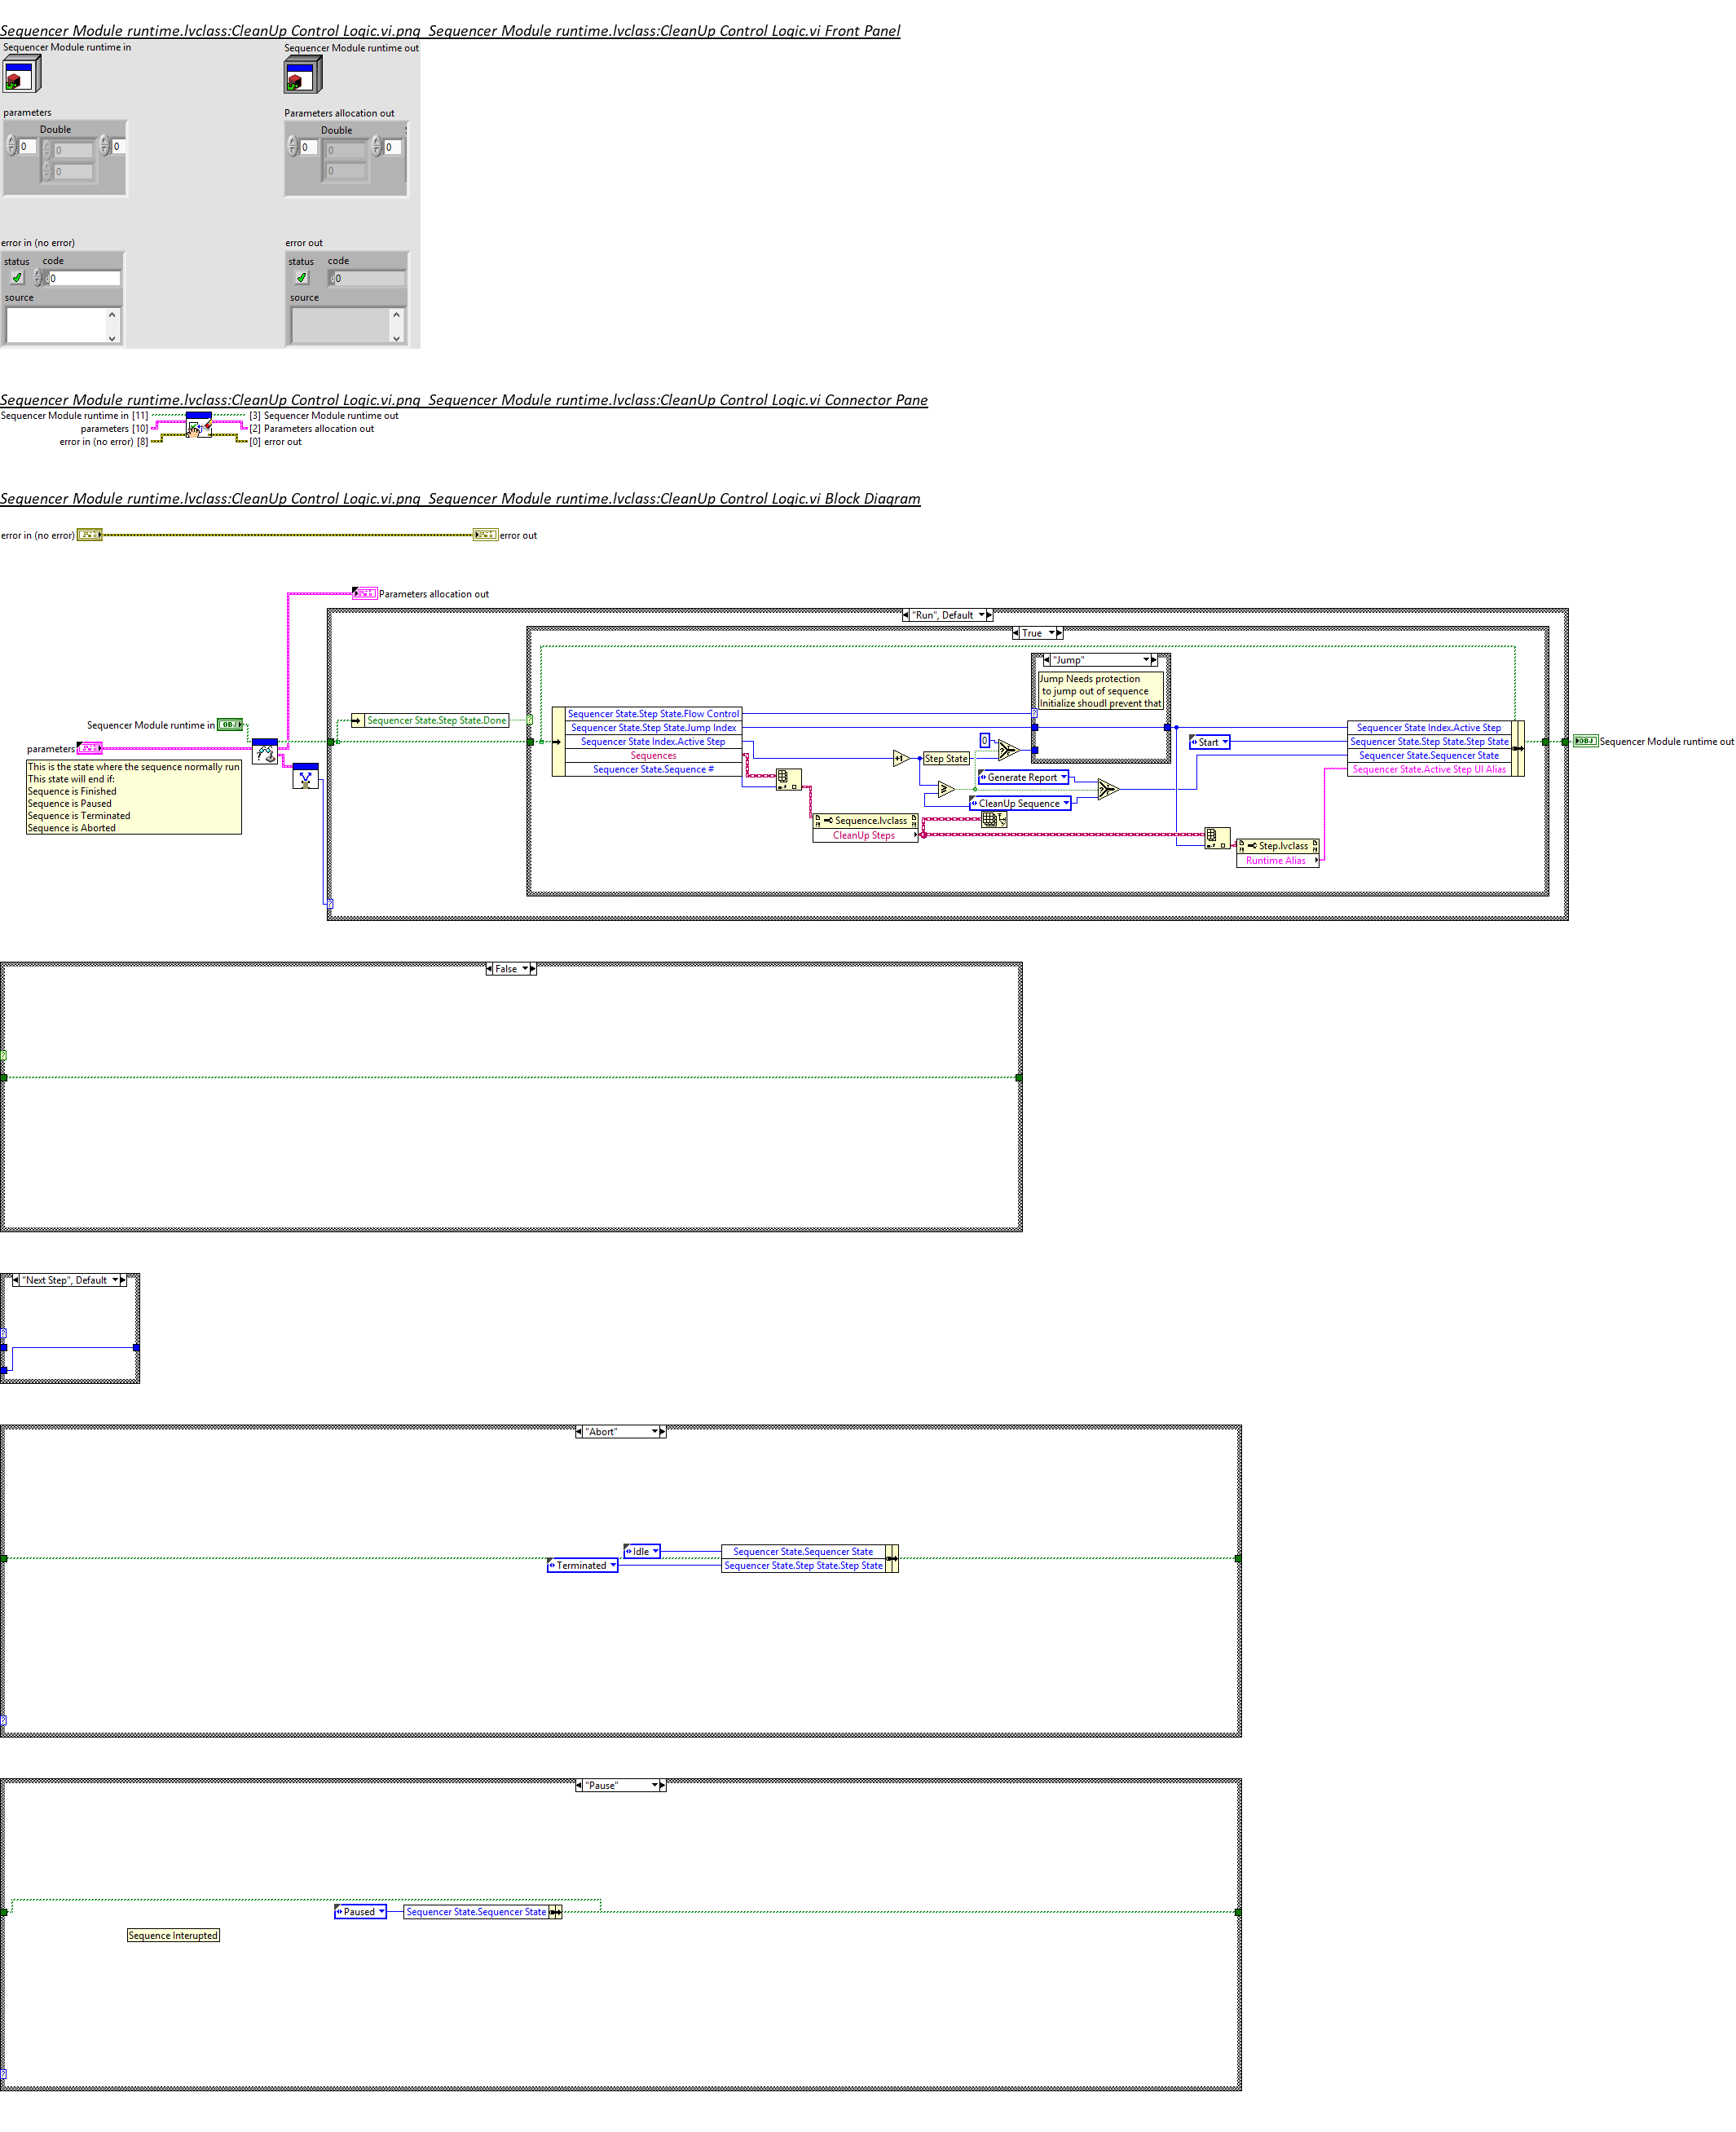 Sequencer Module runtime.lvclass:CleanUp Control Logic.vi.png  Sequencer Module runtime.lvclass:CleanUp Control Logic.vi Front Panel
Sequencer Module runtime in
Sequencer Module runtime out
parameters
Parameters allocation out
Double
Double
0
0
0
0
0
0
0
0
error in (no error)
error out
status
code
status
code
0
0
source
source
Sequencer Module runtime.lvclass:CleanUp Control Logic.vi.png  Sequencer Module runtime.lvclass:CleanUp Control Logic.vi Connector Pane
Sequencer Module runtime in [11]
[3] Sequencer Module runtime out
parameters [10]
[2] Parameters allocation out
error in (no error) [8]
[0] error out
Sequencer Module runtime.lvclass:CleanUp Control Logic.vi.png  Sequencer Module runtime.lvclass:CleanUp Control Logic.vi Block Diagram
error in (no error)
error out
Parameters allocation out
"Run", Default
True
"Jump"
Jump Needs protection
to jump out of sequence
Initialize shoudl prevent that
Sequencer Module runtime in
OBJ
parameters
This is the state where the sequence normally run
This state will end if:
Sequence is Finished
Sequence is Paused
Sequence is Terminated
Sequence is Aborted
Sequencer State.Step State.Done
Sequencer State.Step State.Flow Control
Sequencer State.Step State.Jump Index
Sequencer State Index.Active Step
Sequences
Sequencer State.Sequence #
Step State
0
Generate Report
CleanUp Sequence
Sequence.lvclass
CleanUp Steps
Start
Step.lvclass
Runtime Alias
Sequencer State Index.Active Step
Sequencer State.Step State.Step State
Sequencer State.Sequencer State
Sequencer State.Active Step UI Alias
OBJ
Sequencer Module runtime out
False
"Next Step", Default
"Abort"
Idle
Terminated
Sequencer State.Sequencer State
Sequencer State.Step State.Step State
"Pause"
Paused
Sequencer State.Sequencer State
Sequence Interupted